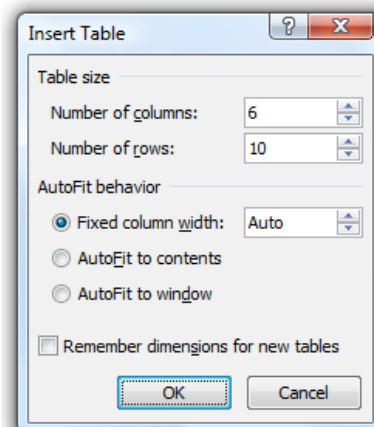 Insert Table
Table size
Number of columns: 6
Number of rows: 10
AutoFit behavior
Fixed column width: Auto
AutoFit to contents
AutoFit to window
Remember dimensions for new tables
OK Cancel